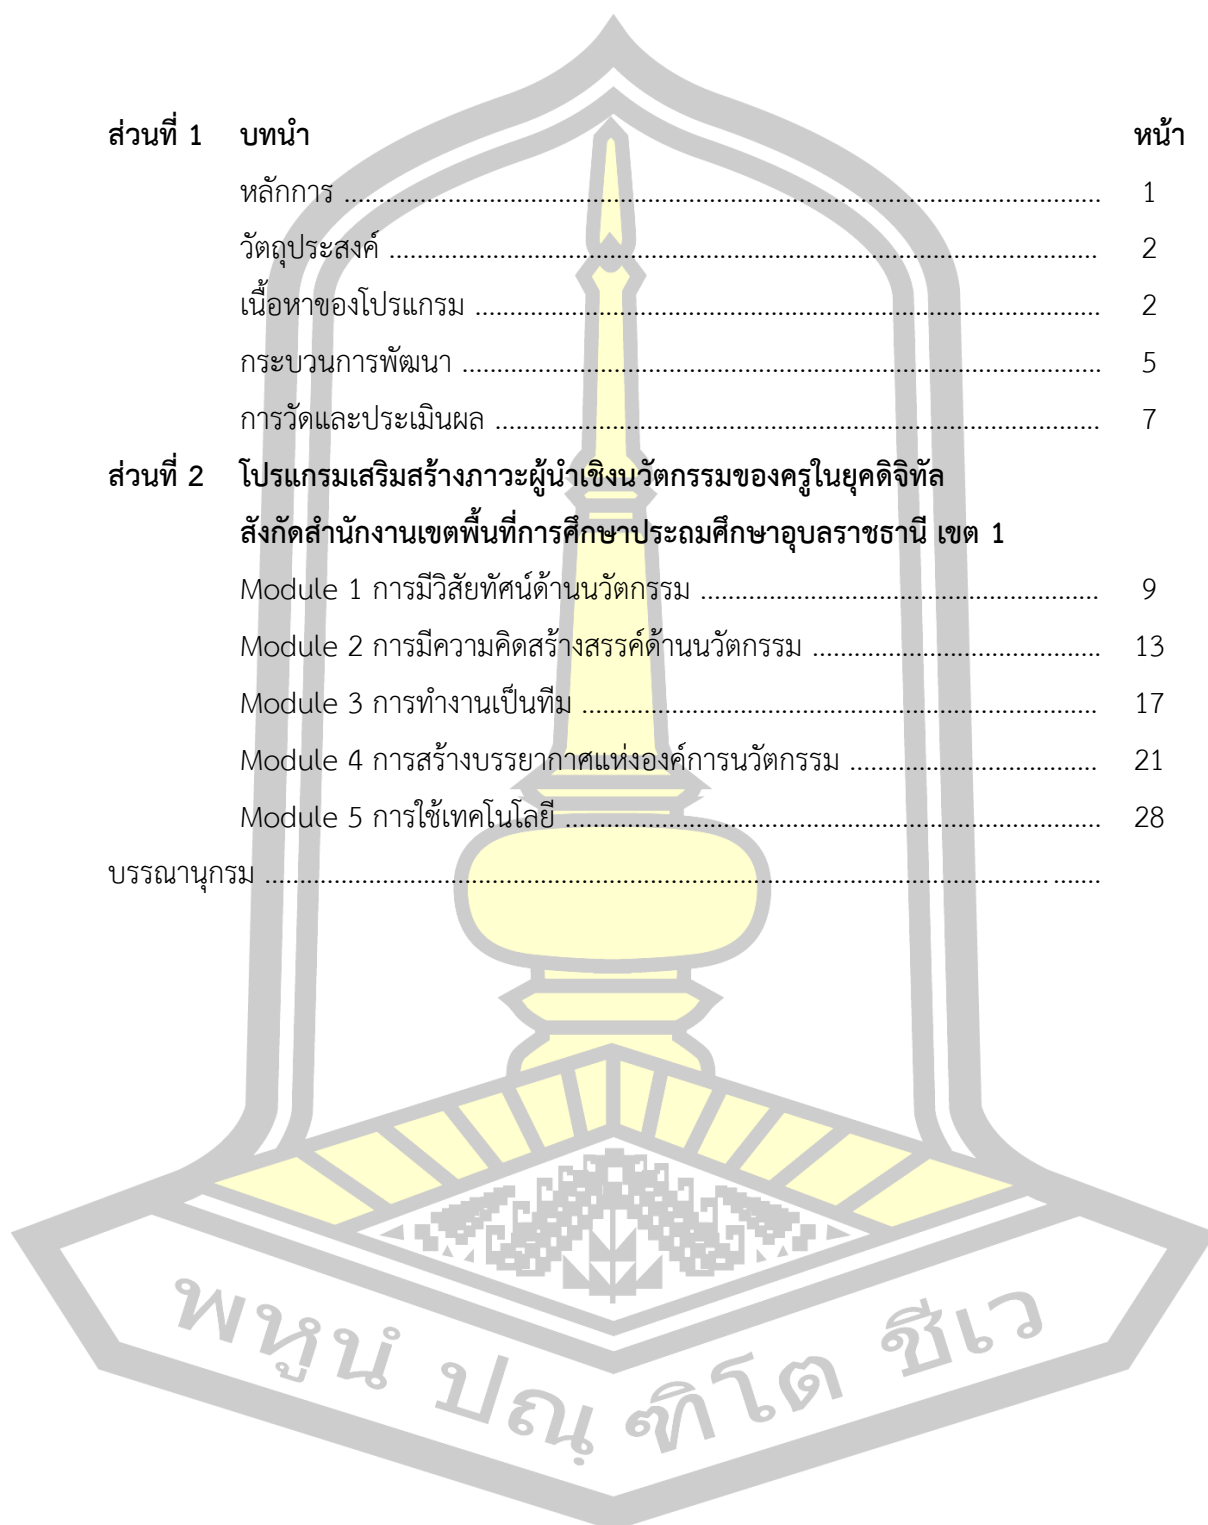 ส่วนที่ 1 บทนำ หน้า
หลักการ ........................................................................................................... 1
วัตถุประสงค์ .................................................................................................... 2
เนื้อหาของโปรแกรม ........................................................................................ 2
กระบวนการพัฒนา .......................................................................................... 5
การวัดและประเมินผล ..................................................................................... 7
ส่วนที่ 2 โปรแกรมเสริมสร้างภาวะผู้นำเชิงนวัตกรรมของครูในยุคดิจิทัล
สังกัดสำนักงานเขตพื้นที่การศึกษาประถมศึกษาอุบลราชธานี เขต 1
Module 1 การมีวิสัยทัศน์ด้านนวัตกรรม ........................................................ 9
Module 2 การมีความคิดสร้างสรรค์ด้านนวัตกรรม ......................................... 13
Module 3 การทำงานเป็นทีม ......................................................................... 17
Module 4 การสร้างบรรยากาศแห่งองค์การนวัตกรรม ................................... 21
Module 5 การใช้เทคโนโลยี ........................................................................... 28
บรรณานุกรม ......................................................................................................................
พหูนํ ปณฺฑิโต ชีเว